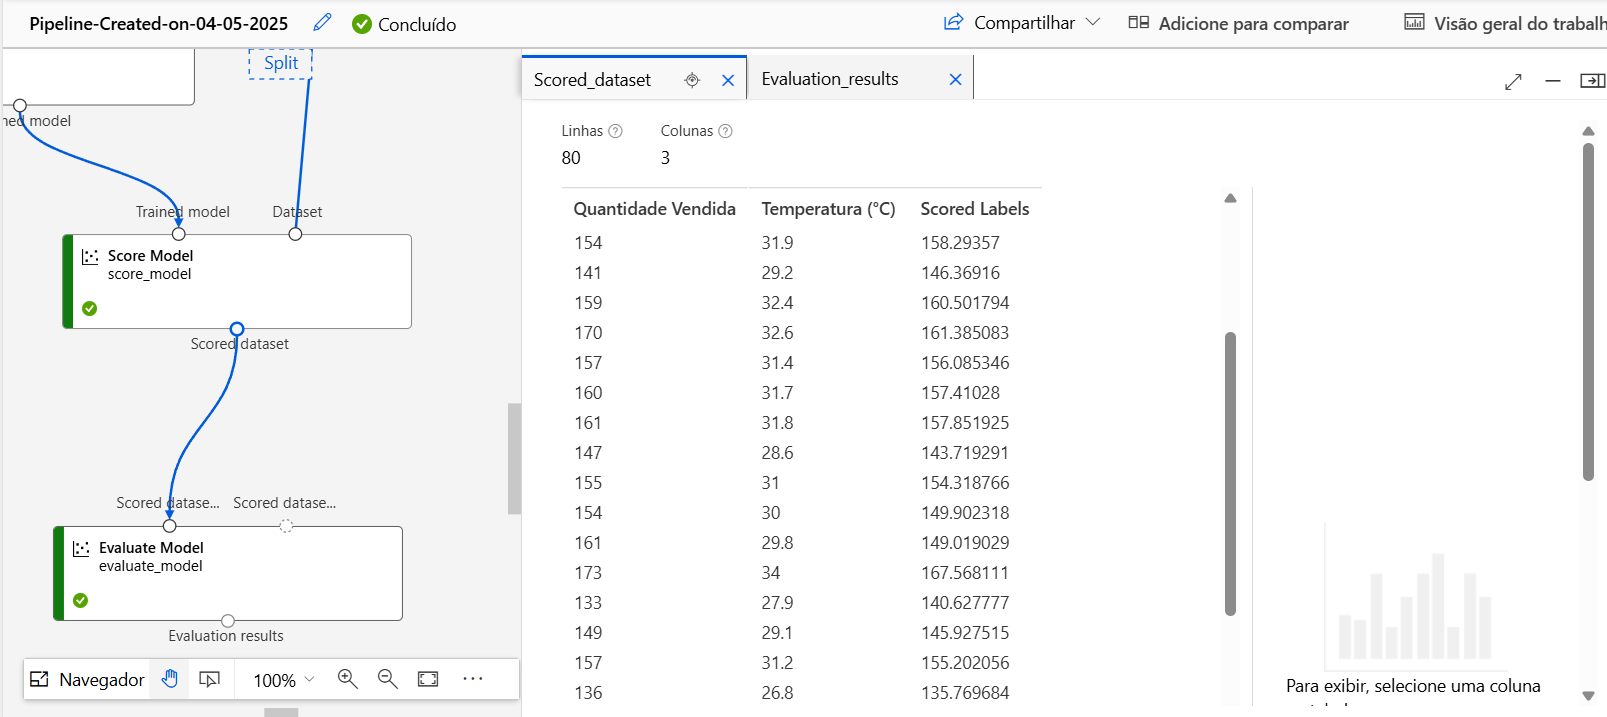 Pipeline-Created-on-04-05-2025 Concluído Compartilhar Adicione para comparar Visão geral do trabalh
Split
ned model
Trained model Dataset
Score Model
score_model
Scored dataset
Scored datase... Scored datase...
Evaluate Model
evaluate_model
Evaluation results
Navegador 100% ...
Scored_dataset Evaluation_results
Linhas Colunas
80 3
Quantidade Vendida Temperatura (°C) Scored Labels
154 31.9 158.29357
141 29.2 146.36916
159 32.4 160.501794
170 32.6 161.385083
157 31.4 156.085346
160 31.7 157.41028
161 31.8 157.851925
147 28.6 143.719291
155 31 154.318766
154 30 149.902318
161 29.8 149.019029
173 34 167.568111
133 27.9 140.627777
149 29.1 145.927515
157 31.2 155.202056
136 26.8 135.769684
Para exibir, selecione uma coluna